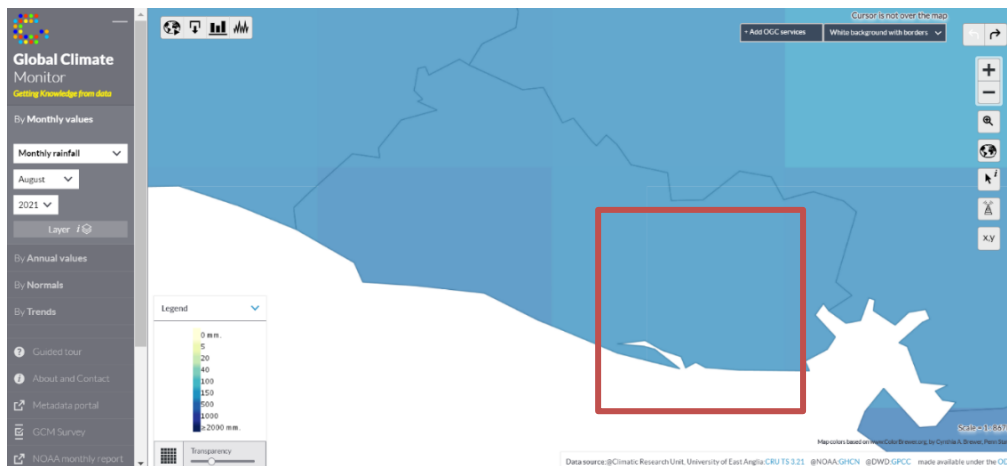 Global Climate
Monitor
Getting Knowledge from data
By Monthly values
Monthly rainfall
August
2021
Layer i
By Annual values
By Normals
By Trends
Guided tour
About and Contact
Metadata portal
GCM Survey
NOAA monthly report
Cursor is not over the map
+ Add OGC services
White background with borders
i
x,y
Legend
0 mm.
5
20
40
100
150
500
1000
≥2000 mm.
Transparency
Data source:@Climatic Research Unit, University of East Anglia:CRU TS 3.21 @NOAA:GHCN @DWD:GPCC made available under the